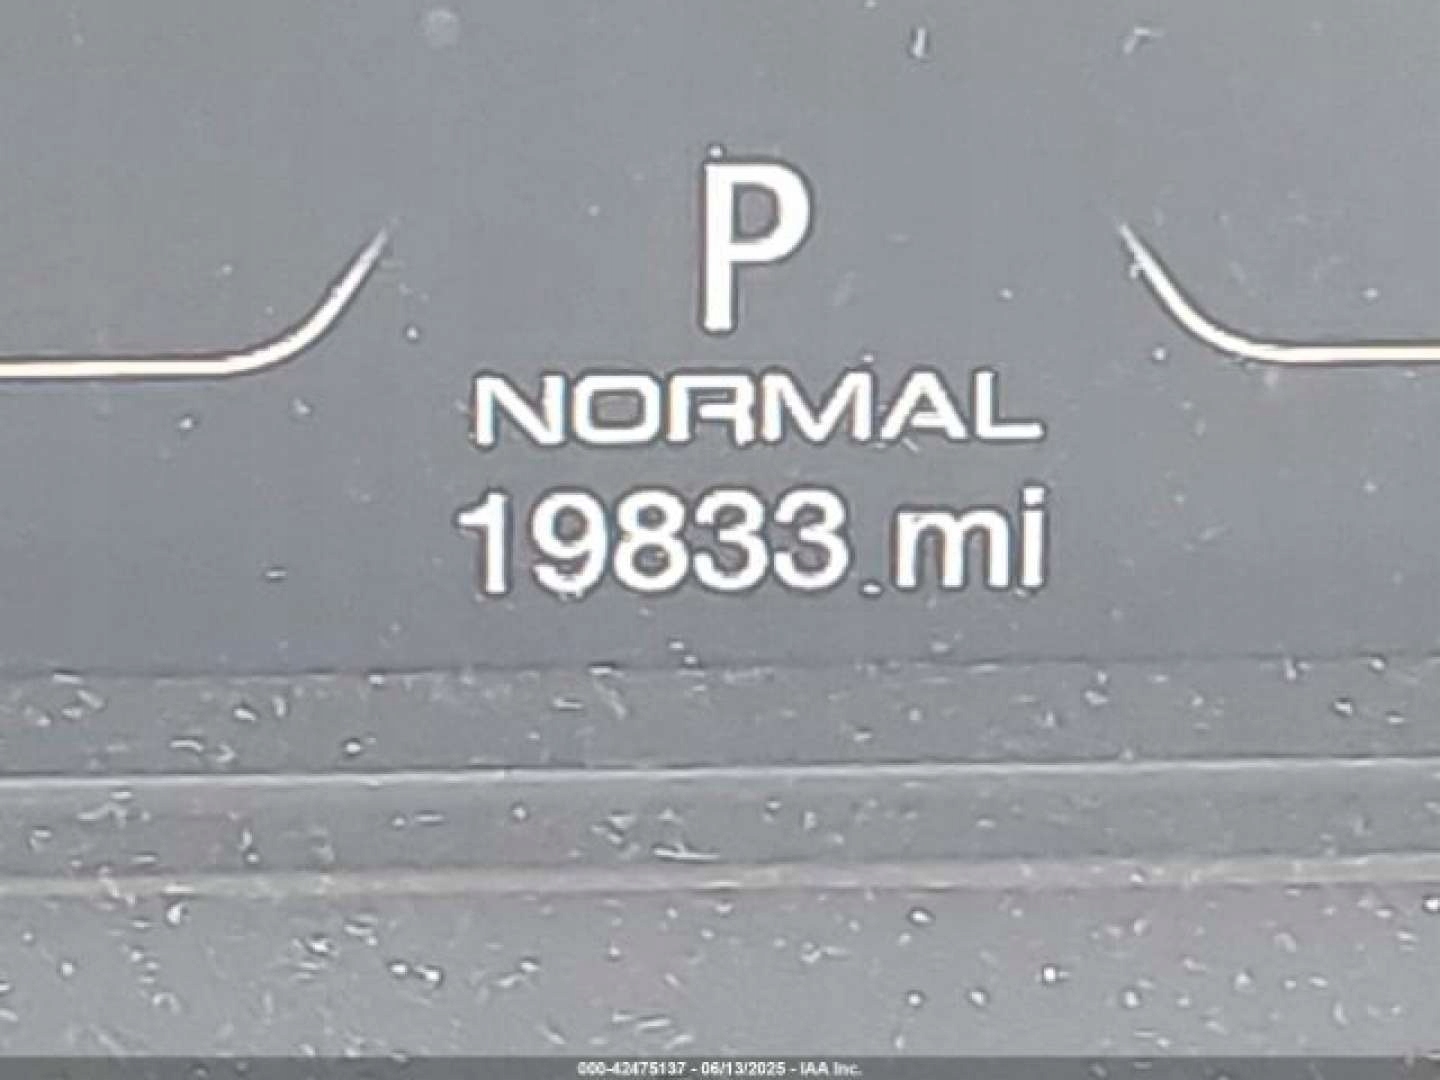 P
NORMAL
19833 mi
000-42475137 - 06/13/2025 - IAA Inc.